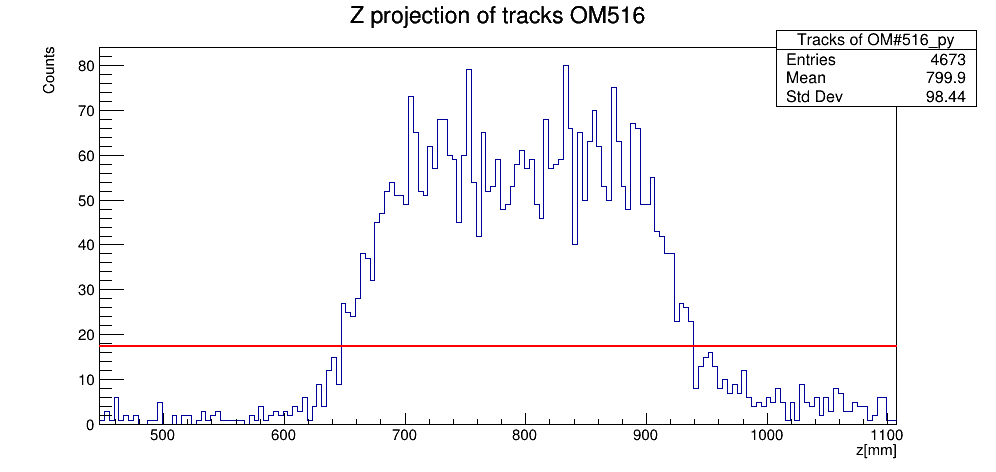 Z projection of tracks OM516
Tracks of OM#516_py
Entries 4673
Mean 799.9
Std Dev 98.44
Counts
80
70
60
50
40
30
20
10
0
500 600 700 800 900 1000 1100
z[mm]